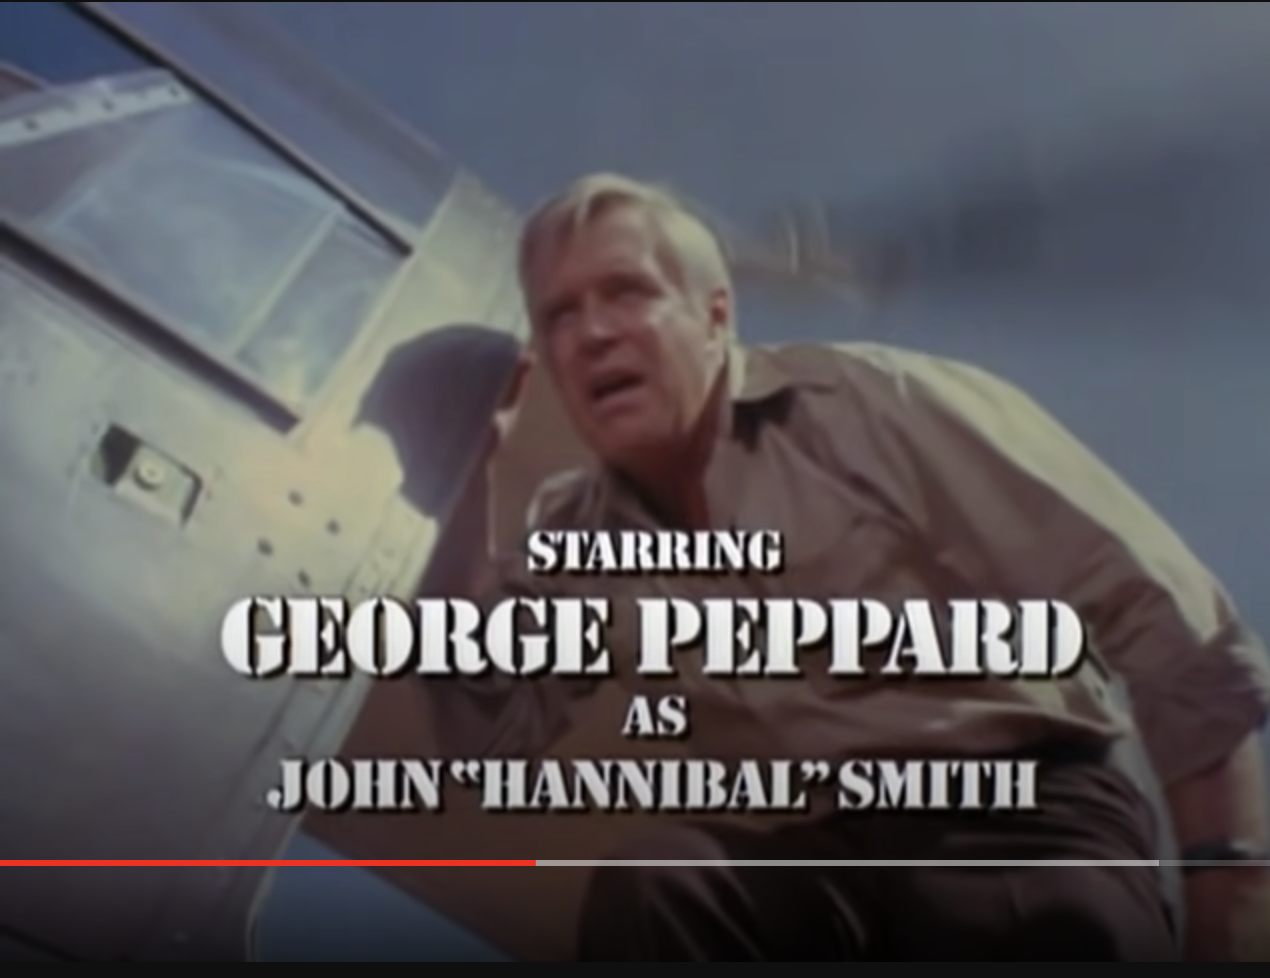 STARRING
GEORGE PEPPARD
AS
JOHN “HANNIBAL” SMITH